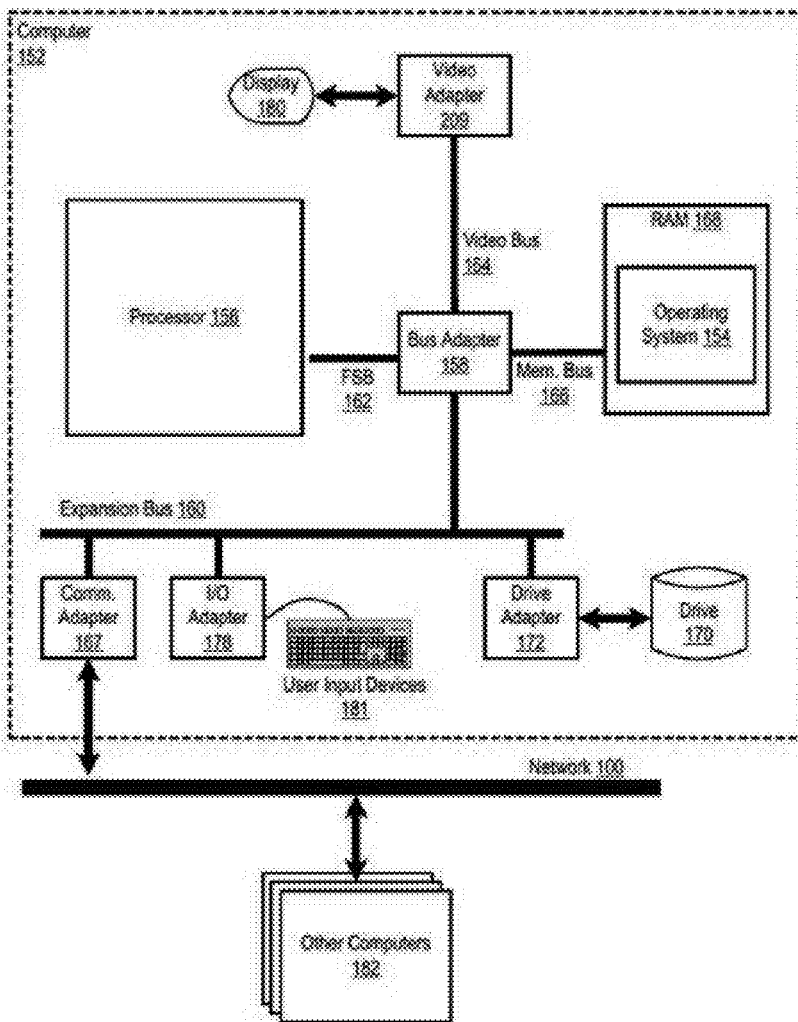 Computer
152
Display
180
Video
Adapter
209
Video Bus
164
RAM 168
Operating
System 154
Processor 156
Bus Adapter
158
FSB
162
Mem. Bus
166
Expansion Bus 160
Comm.
Adapter
167
I/O
Adapter
178
User Input Devices
181
Drive
Adapter
172
Drive
170
Network 100
Other Computers
182